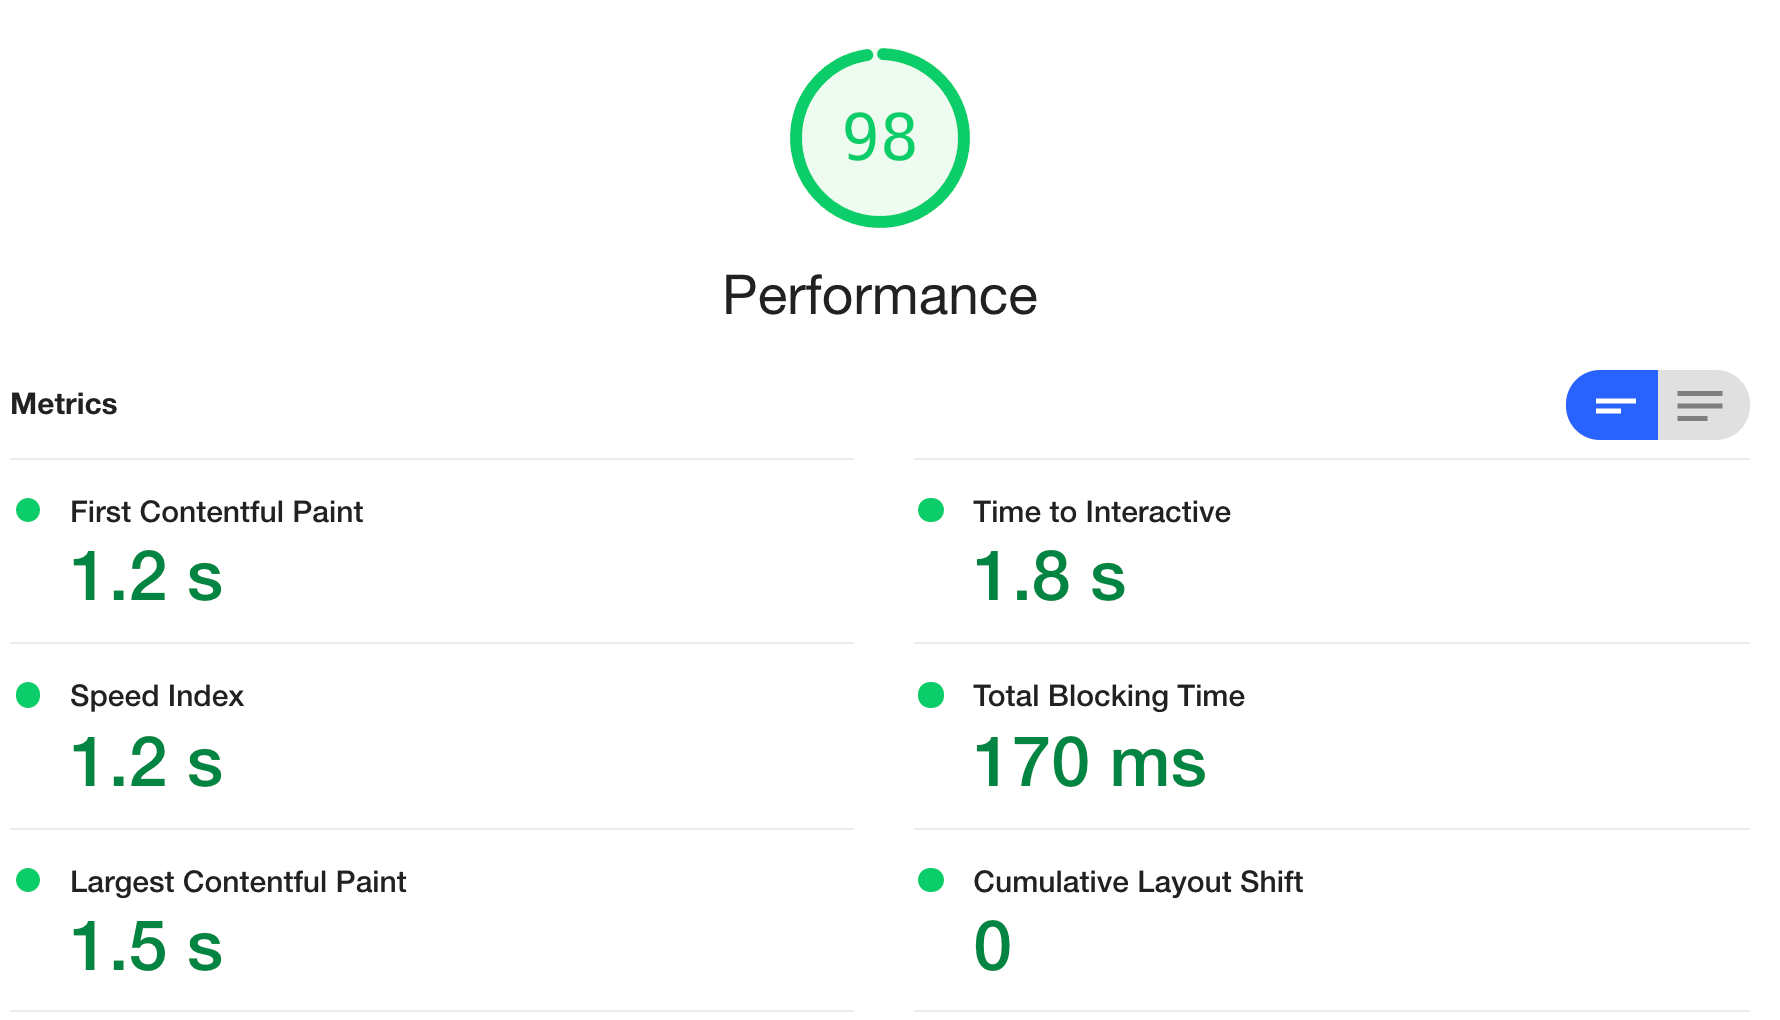 98
Performance
Metrics
First Contentful Paint
1.2 s
Time to Interactive
1.8 s
Speed Index
1.2 s
Total Blocking Time
170 ms
Largest Contentful Paint
1.5 s
Cumulative Layout Shift
0